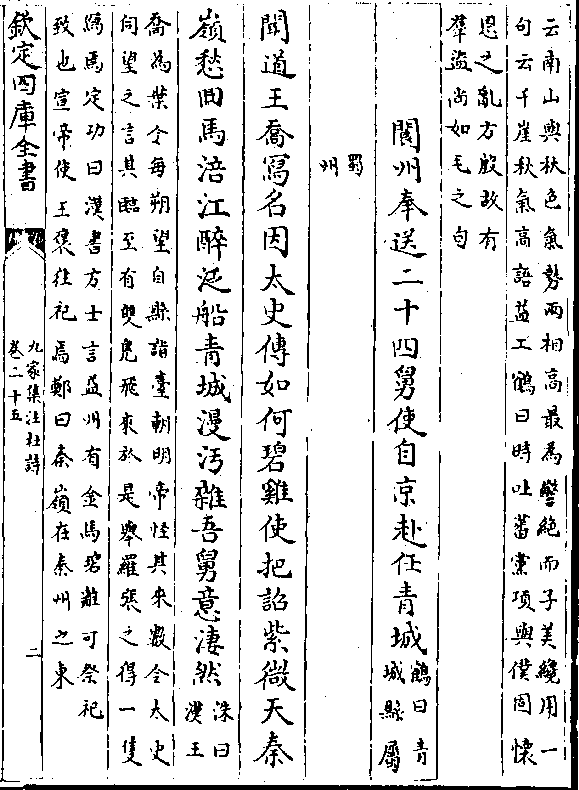 云南山與秋色氣勢兩相高最為警絶而子美纔用一
句云千崖秋氣高語益工鶴曰時吐蕃党項與僕固懷
恩之亂方殷故有
羣盜尚如毛之句
閬州奉送二十四舅使自京赴任青城
鶴曰青
城縣屬
蜀
州
聞道王喬舄名因太史傳如何碧雞使把詔紫微天秦
嶺愁回馬涪江醉泛船青城漫汚雜吾舅意凄然
洙曰
漢王
喬為葉令每朔望自縣詣臺朝明帝怪其來數令太史
伺望之言其臨至有雙鳧飛來於是舉羅張之得一隻
舄焉定功曰漢書方士言益州有金馬碧雞可祭祀
致也宣帝使王襃往祀焉鄭曰秦嶺在秦州之東
欽定四庫全書
九家集注杜詩
卷二十五
二